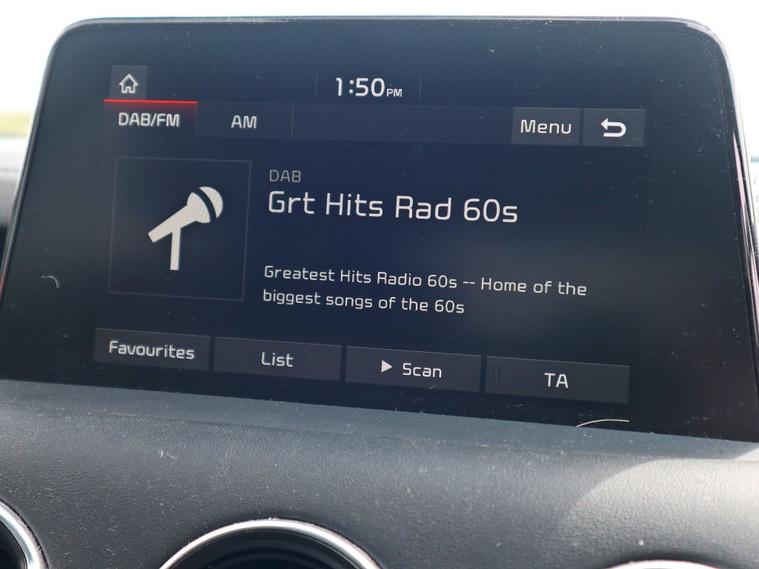 1:50PM
DAB/FM
AM
Menu
DAB
Grt Hits Rad 60s
Greatest Hits Radio 60s -- Home of the
biggest songs of the 60s
Favourites
List
Scan
TA